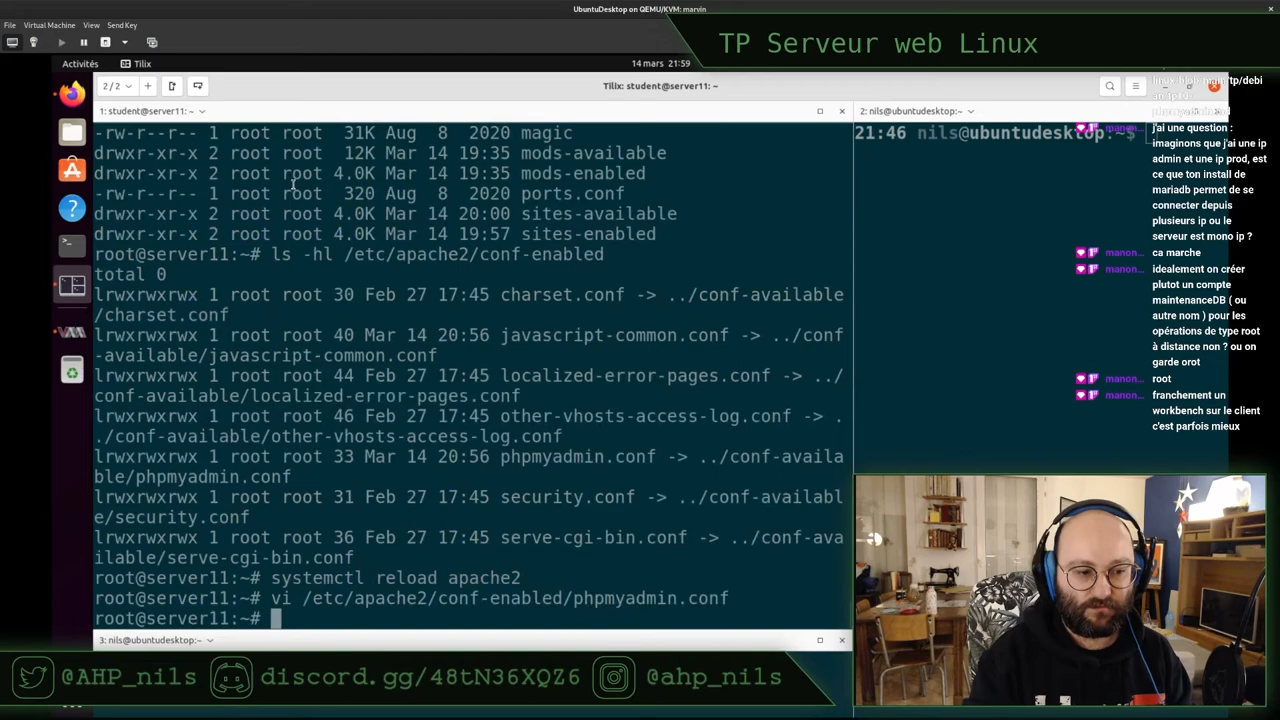 UbuntuDesktop on QEMU/KVM: marvin
File Virtual Machine View Send Key
TP Serveur web Linux
Activités Tilix 14 mars 21:59
2/2 Tilix: student@server11: ~
1: student@server11: ~
2: nils@ubuntudesktop:~
-rw-r--r-- 1 root root 31K Aug 8 2020 magic
drwxr-xr-x 2 root root 12K Mar 14 19:35 mods-available
drwxr-xr-x 2 root root 4.0K Mar 14 19:35 mods-enabled
-rw-r--r-- 1 root root 320 Aug 8 2020 ports.conf
drwxr-xr-x 2 root root 4.0K Mar 14 20:00 sites-available
drwxr-xr-x 2 root root 4.0K Mar 14 19:57 sites-enabled
root@server11:~# ls -hl /etc/apache2/conf-enabled
total 0
lrwxrwxrwx 1 root root 30 Feb 27 17:45 charset.conf -> ../conf-available
/charset.conf
lrwxrwxrwx 1 root root 40 Mar 14 20:56 javascript-common.conf -> ../conf
-available/javascript-common.conf
lrwxrwxrwx 1 root root 44 Feb 27 17:45 localized-error-pages.conf -> ../
conf-available/localized-error-pages.conf
lrwxrwxrwx 1 root root 46 Feb 27 17:45 other-vhosts-access-log.conf -> .
./conf-available/other-vhosts-access-log.conf
lrwxrwxrwx 1 root root 33 Mar 14 20:56 phpmyadmin.conf -> ../conf-availa
ble/phpmyadmin.conf
lrwxrwxrwx 1 root root 31 Feb 27 17:45 security.conf -> ../conf-availabl
e/security.conf
lrwxrwxrwx 1 root root 36 Feb 27 17:45 serve-cgi-bin.conf -> ../conf-ava
ilable/serve-cgi-bin.conf
root@server11:~# systemctl reload apache2
root@server11:~# vi /etc/apache2/conf-enabled/phpmyadmin.conf
root@server11:~#
21:46 nils@ubuntudesktop:~$
manon...
j'ai une question :
imaginons que j'ai une ip
admin et une ip prod, est
ce que ton install de
mariadb permet de se
connecter depuis
plusieurs ip ou le
serveur est mono ip ?
manon... ca marche
manon... idealement on créer
plutot un compte
maintenanceDB ( ou
autre nom ) pour les
opérations de type root
à distance non ? ou on
garde orot
manon... root
manon... franchement un
workbench sur le client
c'est parfois mieux
3: nils@ubuntudesktop:~
@AHP_nils discord.gg/48tN36XQZ6 @ahp_nils